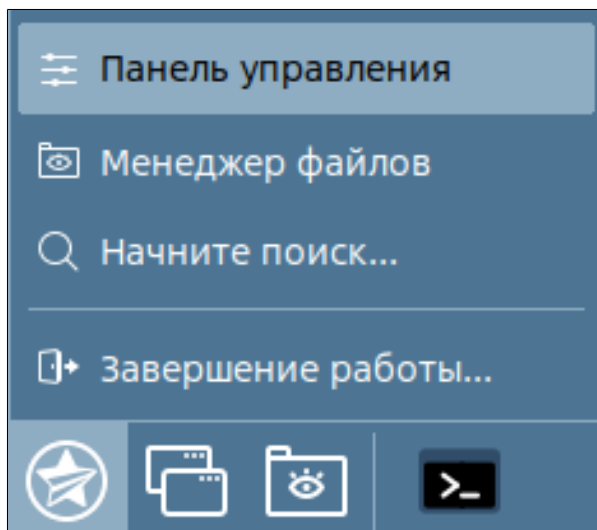 Панель управления
Менеджер файлов
Начните поиск...
Завершение работы...
>_